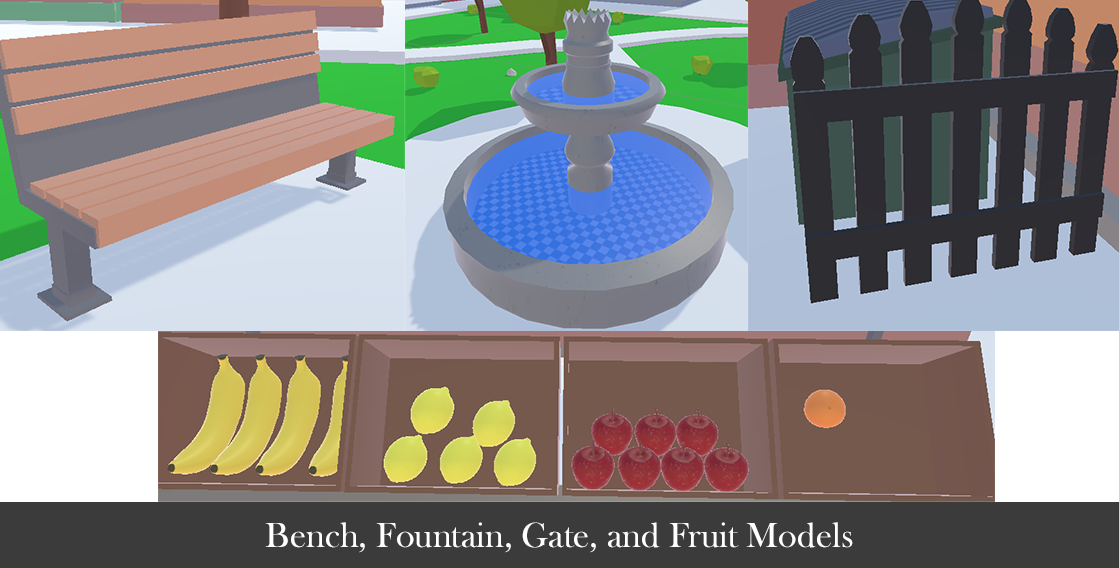 Bench, Fountain, Gate, and Fruit Models